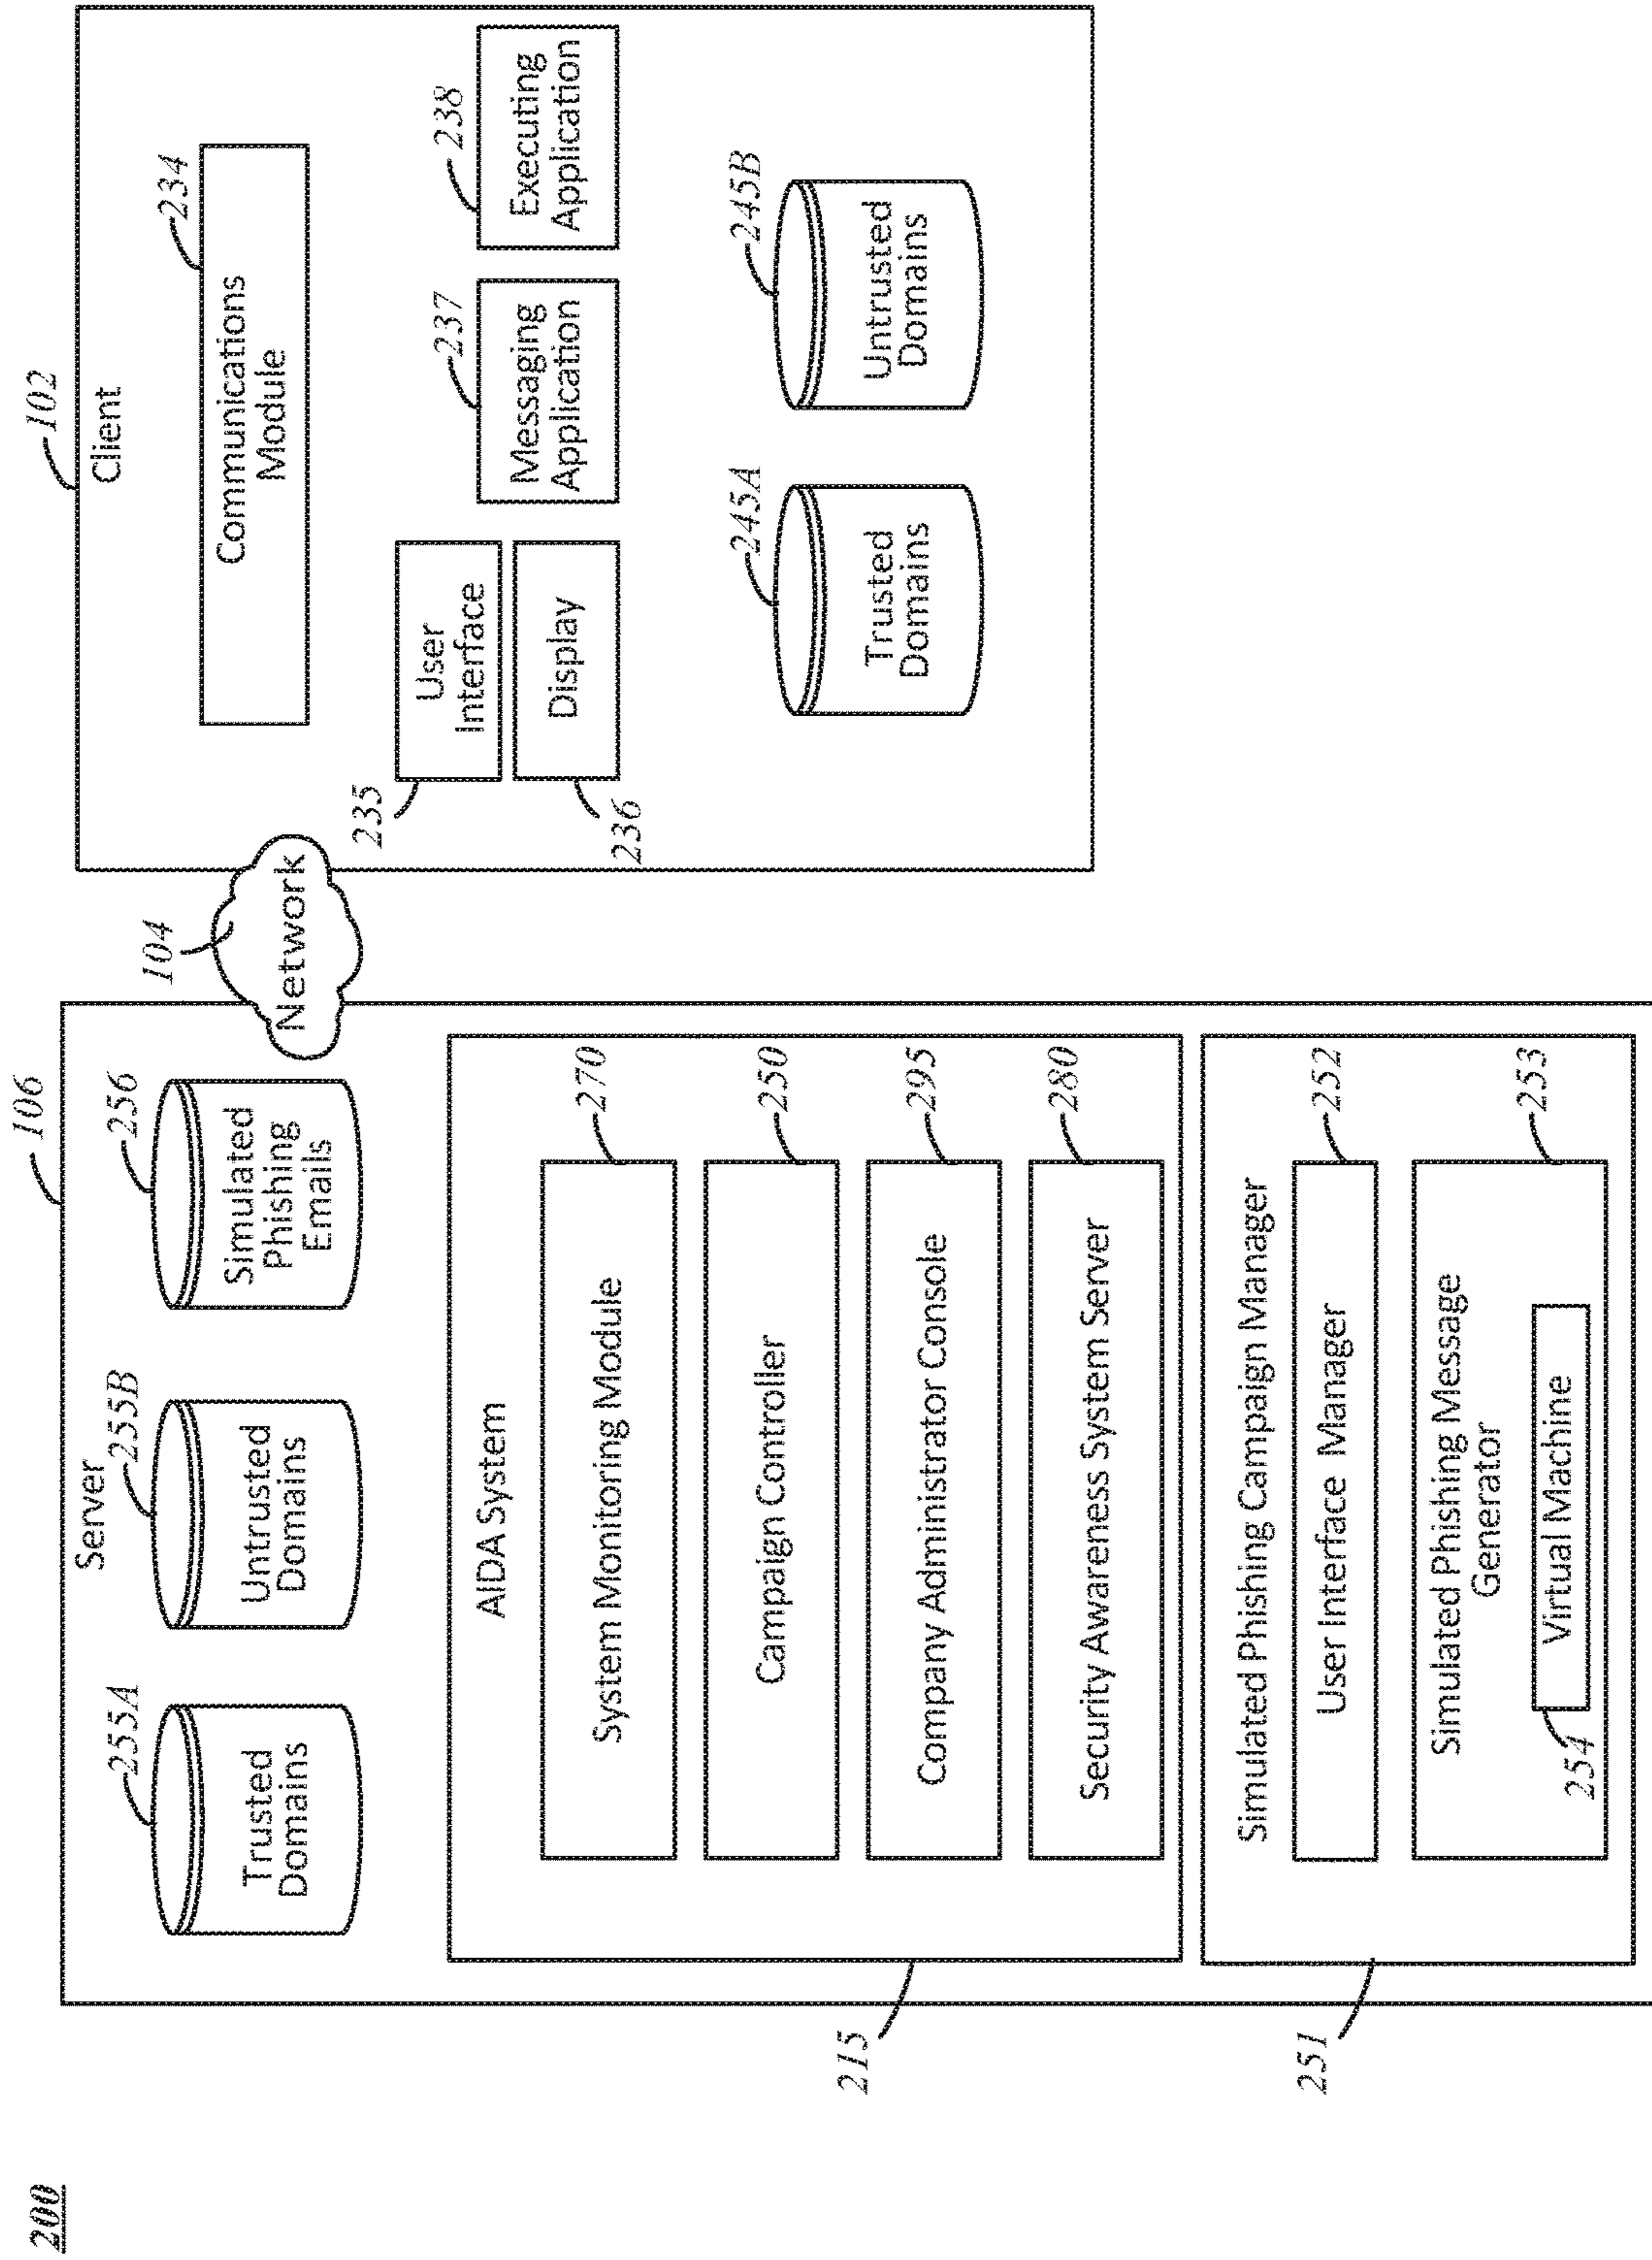 200
106
Server
255A
Trusted
Domains
255B
Untrusted
Domains
256
Simulated
Phishing
Emails
AIDA System
System Monitoring Module
270
Campaign Controller
250
Company Administrator Console
295
Security Awareness System Server
280
215
Simulated Phishing Campaign Manager
User Interface Manager
252
Simulated Phishing Message
Generator
253
Virtual Machine
254
251
104
Network
102
Client
Communications
Module
234
235
User
Interface
Display
236
237
Messaging
Application
238
Executing
Application
245A
Trusted
Domains
245B
Untrusted
Domains